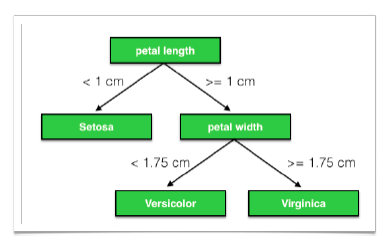 petal length
< 1 cm
>= 1 cm
Setosa
petal width
< 1.75 cm
>= 1.75 cm
Versicolor
Virginica